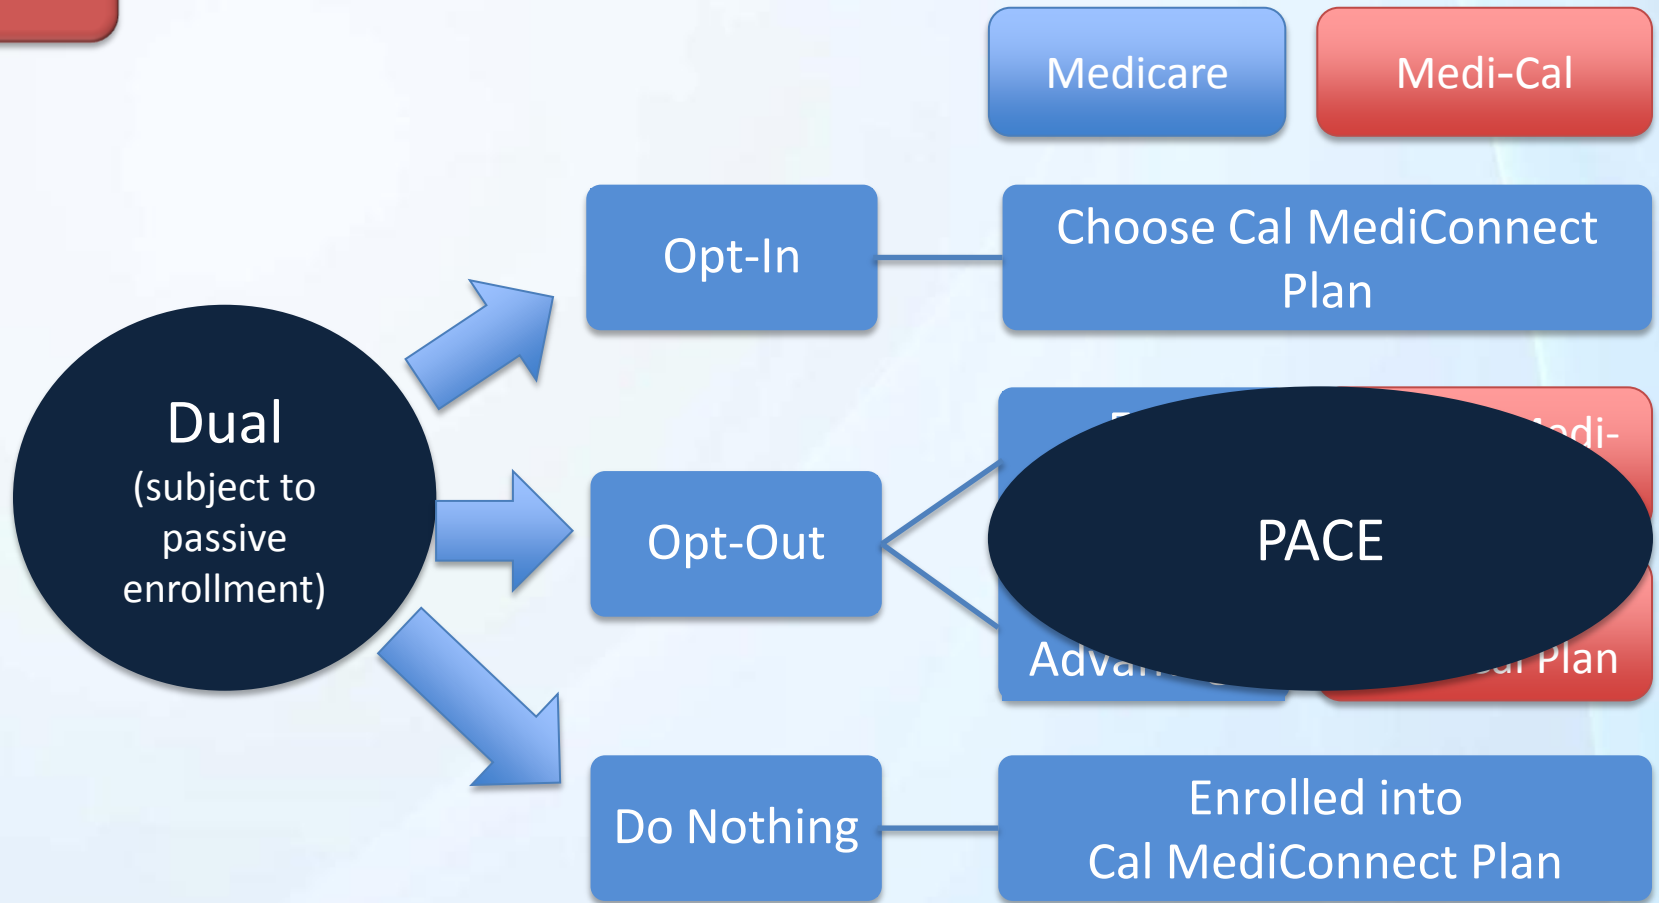 Medicare
Medi-Cal
Opt-In
Choose Cal MediConnect
Plan
Dual
(subject to
passive
enrollment)
Opt-Out
PACE
Plan
Do Nothing
Enrolled into
Cal MediConnect Plan